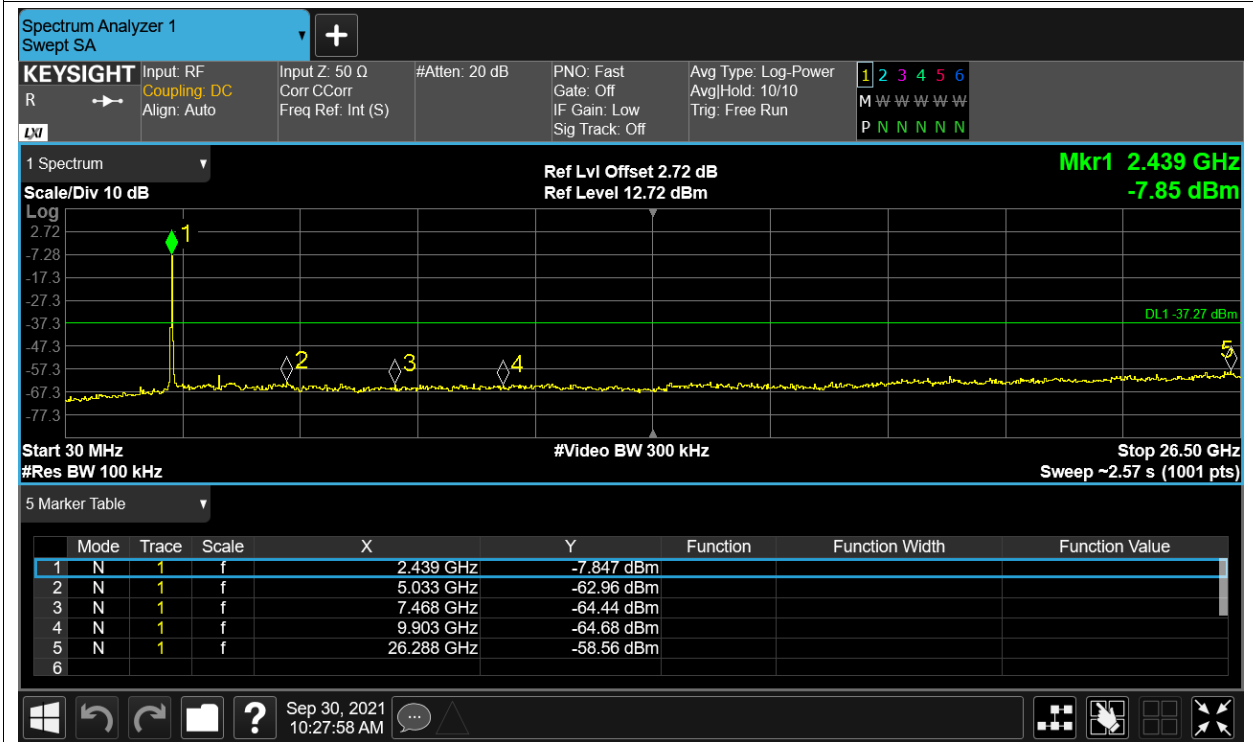 Spectrum Analyzer 1
Swept SA
+
KEYSIGHT
R
LXI
Input: RF
Coupling: DC
Align: Auto
Input Z: 50 Ω
Corr CCorr
Freq Ref: Int (S)
#Atten: 20 dB
PNO: Fast
Gate: Off
IF Gain: Low
Sig Track: Off
Avg Type: Log-Power
Avg|Hold: 10/10
Trig: Free Run
1 2 3 4 5 6
M W W W W W
P N N N N N
1 Spectrum
Scale/Div 10 dB
Ref Lvl Offset 2.72 dB
Ref Level 12.72 dBm
Mkr1 2.439 GHz
-7.85 dBm
Log
2.72
-7.28
-17.3
-27.3
-37.3
-47.3
-57.3
-67.3
-77.3
1
2
3
4
5
DL1 -37.27 dBm
Start 30 MHz
#Video BW 300 kHz
Stop 26.50 GHz
#Res BW 100 kHz
Sweep ~2.57 s (1001 pts)
5 Marker Table
Mode Trace Scale X Y Function Function Width Function Value
1 N 1 f 2.439 GHz -7.847 dBm
2 N 1 f 5.033 GHz -62.96 dBm
3 N 1 f 7.468 GHz -64.44 dBm
4 N 1 f 9.903 GHz -64.68 dBm
5 N 1 f 26.288 GHz -58.56 dBm
6
?
Sep 30, 2021
10:27:58 AM